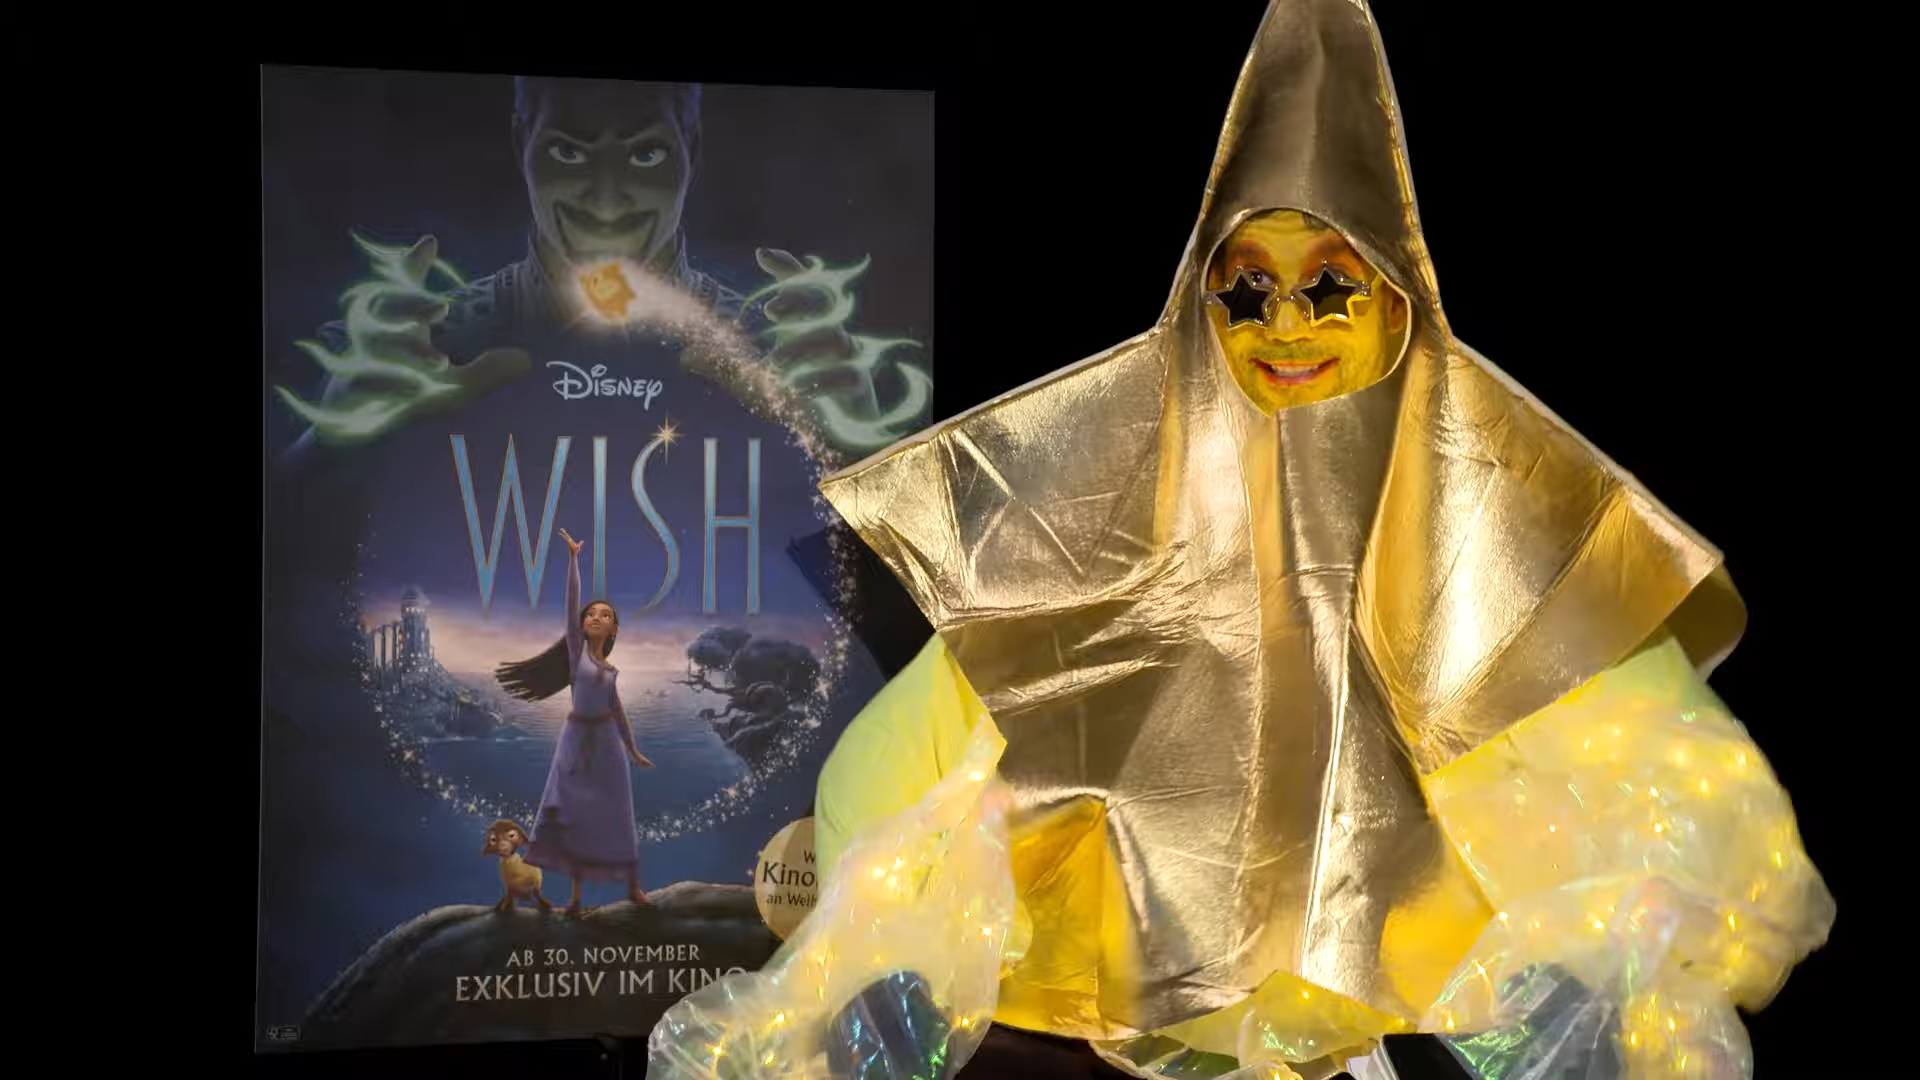 Disney
WISH
W
Kino
an Weih
AB 30. NOVEMBER
EXKLUSIV IM KINO